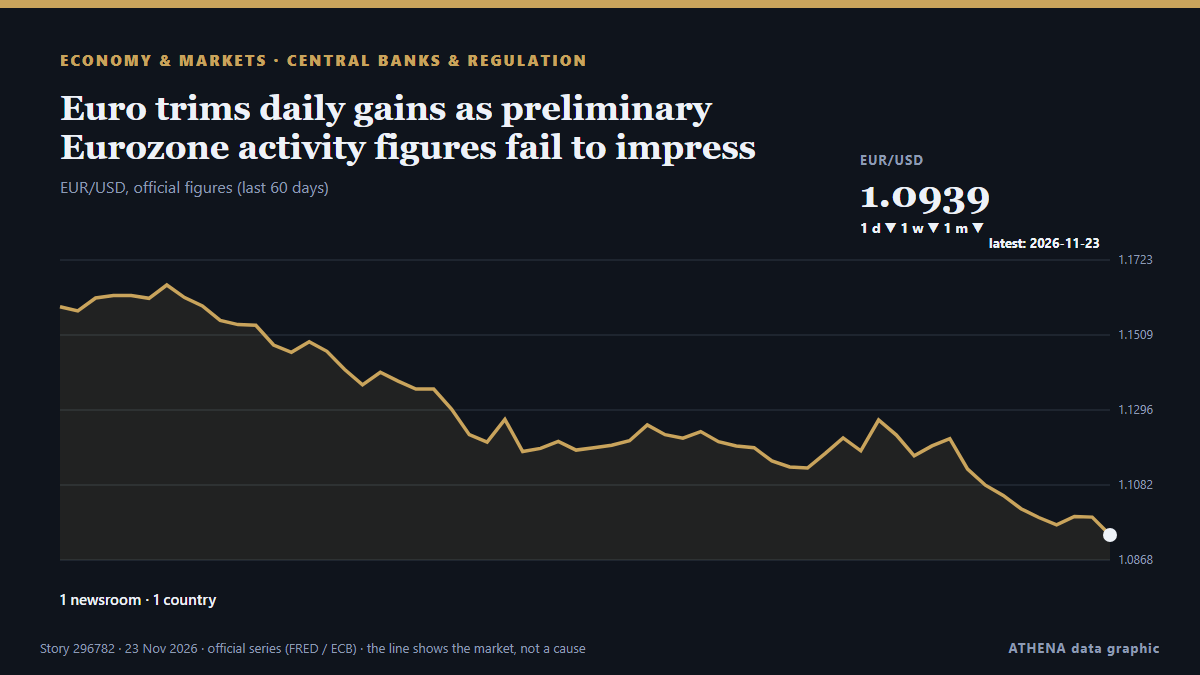 ECONOMY & MARKETS · CENTRAL BANKS & REGULATION
Euro trims daily gains as preliminary
Eurozone activity figures fail to impress
EUR/USD, official figures (last 60 days)
EUR/USD
1.0939
1 d ▼ 1 w ▼ 1 m ▼
latest: 2026-11-23
1.1723
1.1509
1.1296
1.1082
1.0868
1 newsroom · 1 country
Story 296782 · 23 Nov 2026 · official series (FRED / ECB) · the line shows the market, not a cause
ATHENA data graphic